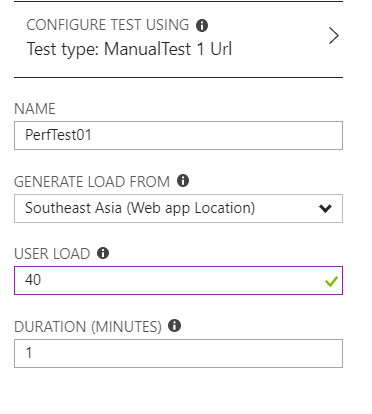 CONFIGURE TEST USING
Test type: ManualTest 1 Url
NAME
PerfTest01
GENERATE LOAD FROM
Southeast Asia (Web app Location)
USER LOAD
40
DURATION (MINUTES)
1